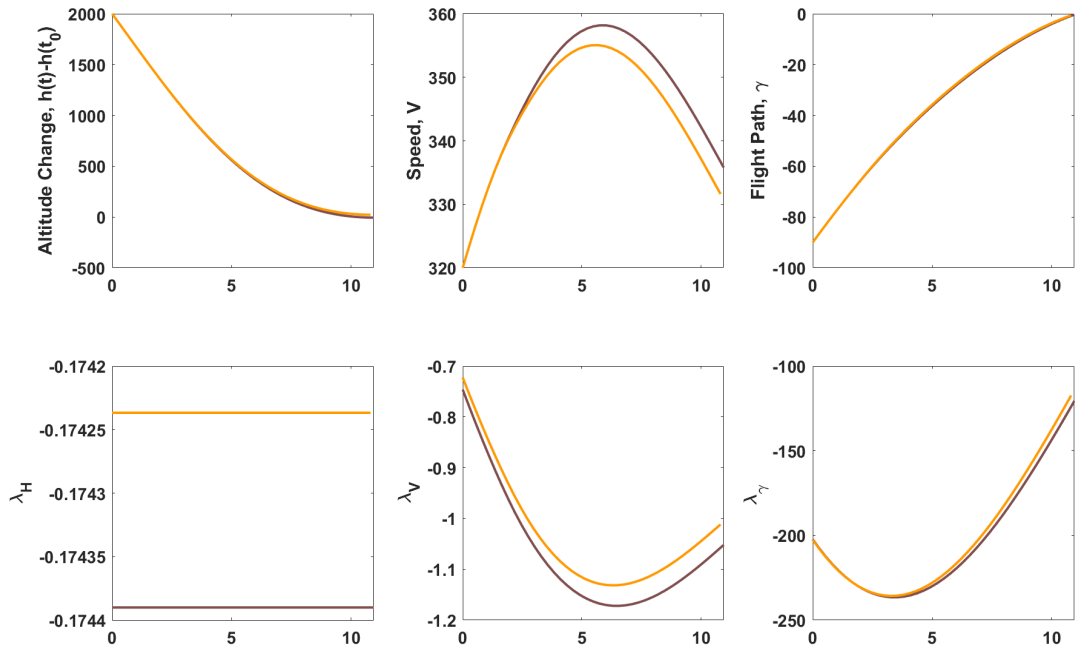 Altitude Change, h(t)-h(t0)
2000
1500
1000
500
0
-500
0 5 10
Speed, V
360
350
340
330
320
0 5 10
Flight Path, γ
0
-20
-40
-60
-80
-100
0 5 10
λH
-0.1742
-0.17425
-0.1743
-0.17435
-0.1744
0 5 10
λV
-0.7
-0.8
-0.9
-1
-1.1
-1.2
0 5 10
λγ
-100
-150
-200
-250
0 5 10